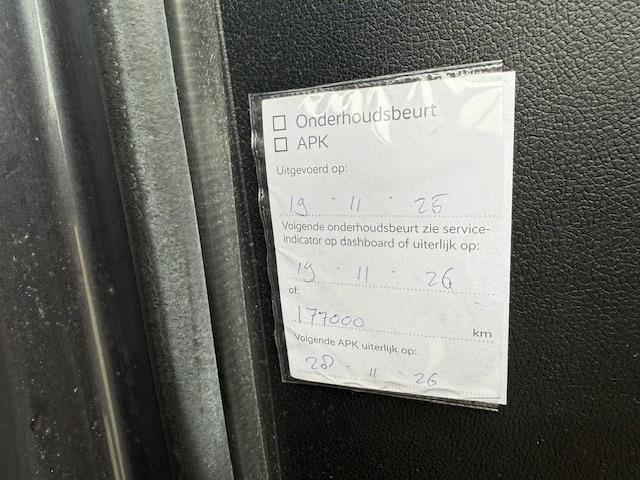 ☐ Onderhoudsbeurt
☐ APK
Uitgevoerd op:
19 - 11 - 25
Volgende onderhoudsbeurt zie service-
indicator op dashboard of uiterlijk op:
19 - 11 - 26
of:
177000 km
Volgende APK uiterlijk op:
28 - 11 - 26